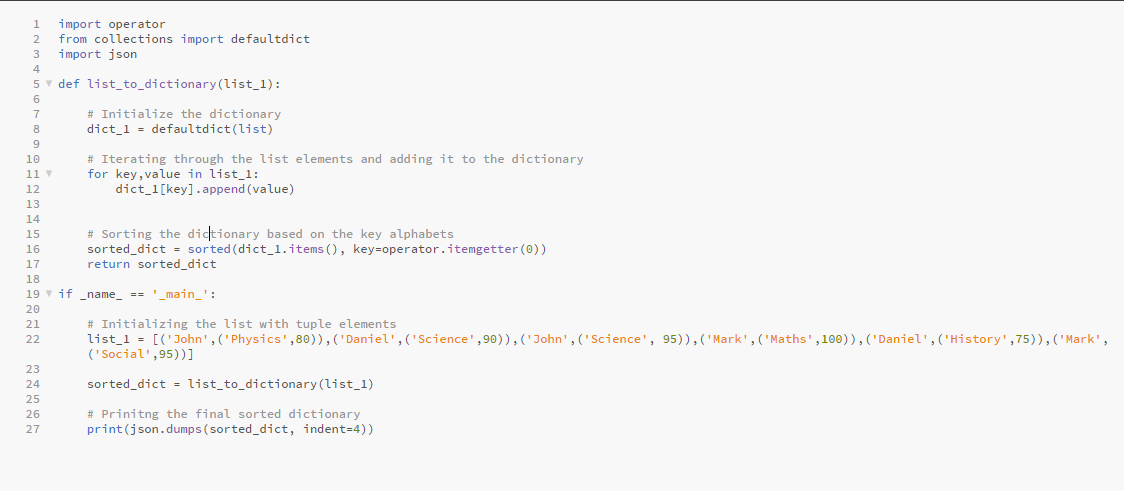 1 import operator
2 from collections import defaultdict
3 import json
4
5 def list_to_dictionary(list_1):
6
7     # Initialize the dictionary
8     dict_1 = defaultdict(list)
9
10     # Iterating through the list elements and adding it to the dictionary
11     for key,value in list_1:
12         dict_1[key].append(value)
13
14
15     # Sorting the dictionary based on the key alphabets
16     sorted_dict = sorted(dict_1.items(), key=operator.itemgetter(0))
17     return sorted_dict
18
19 if _name_ == '_main_':
20
21     # Initializing the list with tuple elements
22     list_1 = [('John',('Physics',80)),('Daniel',('Science',90)),('John',('Science', 95)),('Mark',('Maths',100)),('Daniel',('History',75)),('Mark',
    ('Social',95))]
23
24     sorted_dict = list_to_dictionary(list_1)
25
26     # Prinitng the final sorted dictionary
27     print(json.dumps(sorted_dict, indent=4))